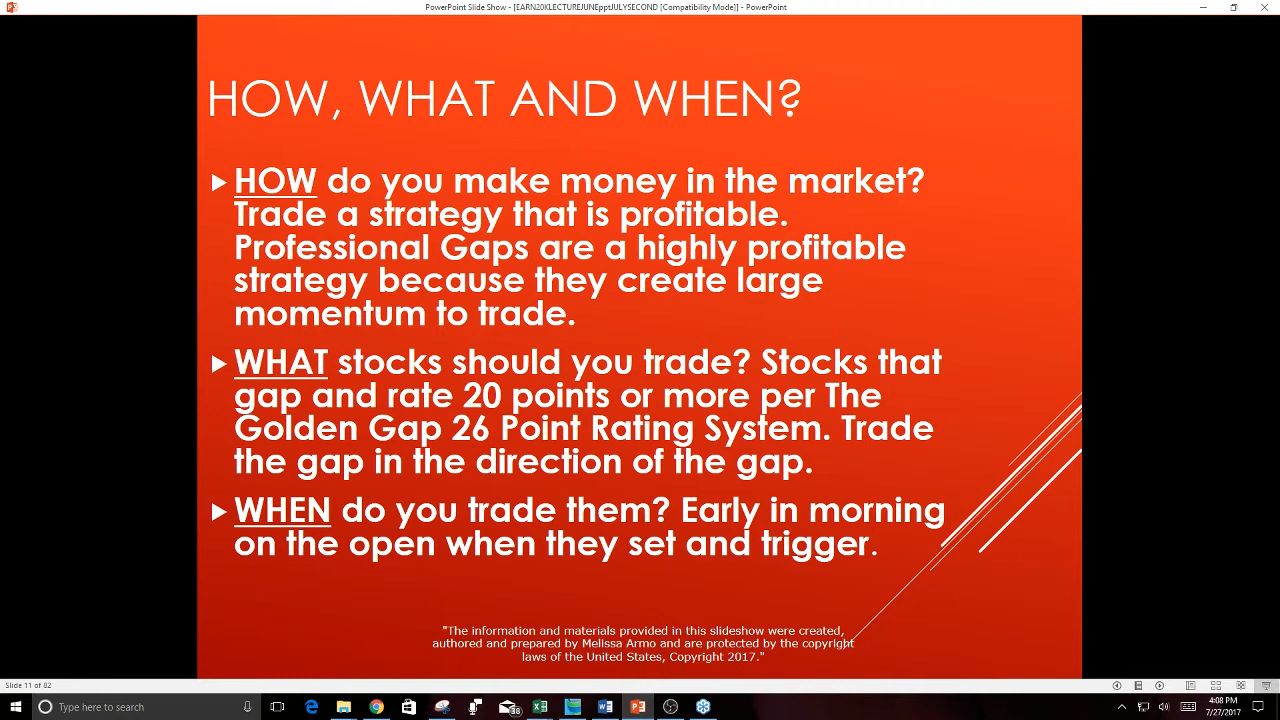 PowerPoint Slide Show - [EARN20KLECTUREJUNEpptJULYSECOND [Compatibility Mode]] - PowerPoint
HOW, WHAT AND WHEN?
HOW do you make money in the market?
Trade a strategy that is profitable.
Professional Gaps are a highly profitable
strategy because they create large
momentum to trade.
WHAT stocks should you trade? Stocks that
gap and rate 20 points or more per The
Golden Gap 26 Point Rating System. Trade
the gap in the direction of the gap.
WHEN do you trade them? Early in morning
on the open when they set and trigger.
"The information and materials provided in this slideshow were created,
authored and prepared by Melissa Armo and are protected by the copyright
laws of the United States, Copyright 2017."
Slide 11 of 82
Type here to search
4:08 PM
7/27/2017